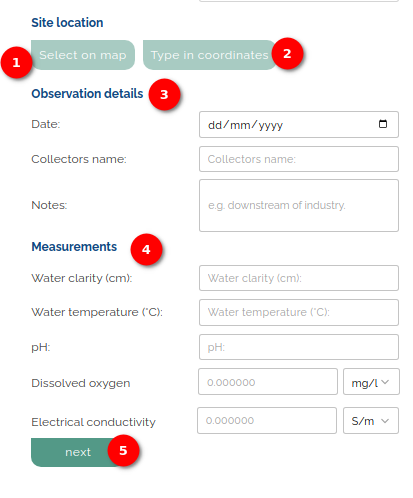 Site location
1 Select on map Type in coordinates 2
Observation details 3
Date: dd/mm/yyyy
Collectors name: Collectors name:
Notes: e.g. downstream of industry.
Measurements 4
Water clarity (cm): Water clarity (cm):
Water temperature (°C): Water temperature (°C):
pH: pH:
Dissolved oxygen 0.000000 mg/l
Electrical conductivity 0.000000 S/m
next 5